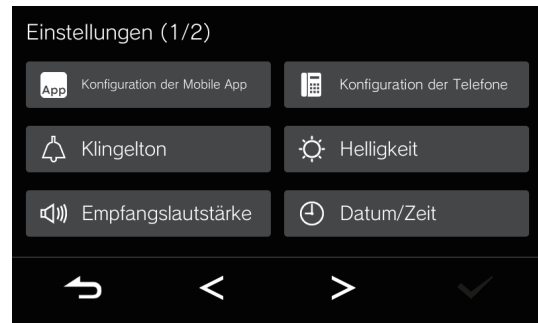 Einstellungen (1/2)
App Konfiguration der Mobile App
Konfiguration der Telefone
Klingelton
Helligkeit
Empfangslautstärke
Datum/Zeit